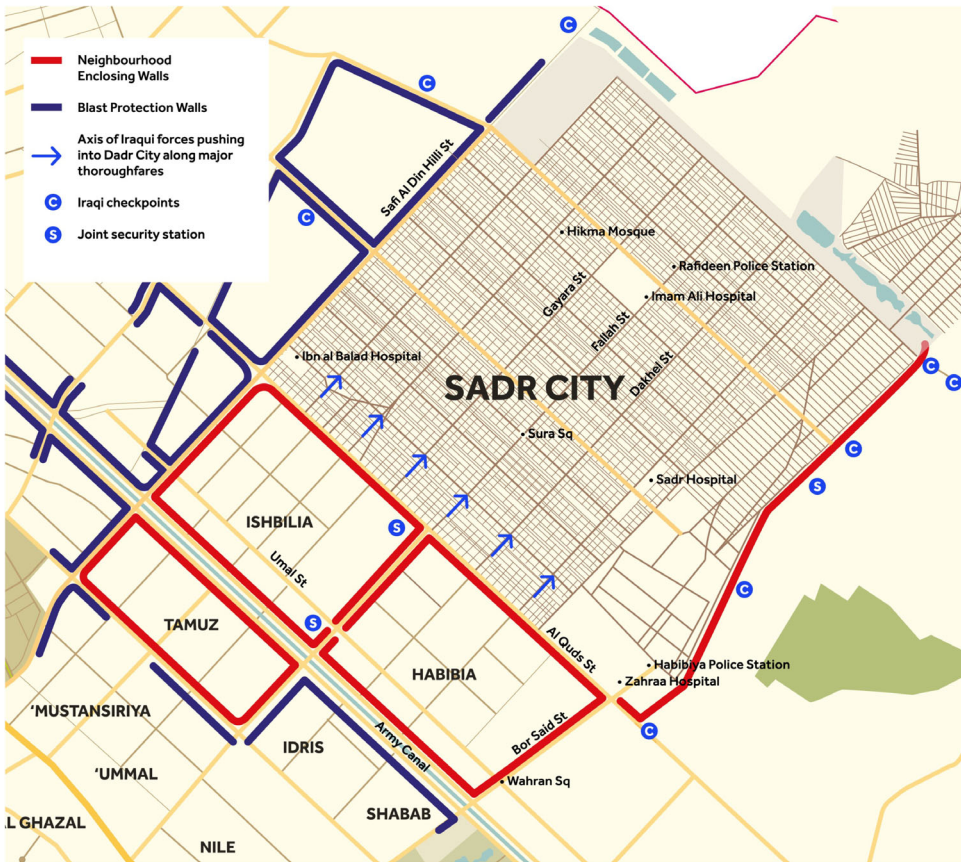 Neighbourhood
Enclosing Walls
Blast Protection Walls
Axis of Iraqui forces pushing
into Dadr City along major
thoroughfares
C
Iraqi checkpoints
S
Joint security station
C
C
C
Safi Al Din Hilli St
Hikma Mosque
Rafideen Police Station
Gayara St
Imam Ali Hospital
Fallah St
Ibn al Balad Hospital
Dakhel St
C
C
SADR CITY
Sura Sq
C
Sadr Hospital
S
ISHBILIA
S
Umal St
C
TAMUZ
S
Al Quds St
HABIBIA
Habibiya Police Station
Zahraa Hospital
'MUSTANSIRIYA
Bor Said St
C
Army Canal
IDRIS
'UMMAL
Wahran Sq
SHABAB
AL GHAZAL
NILE